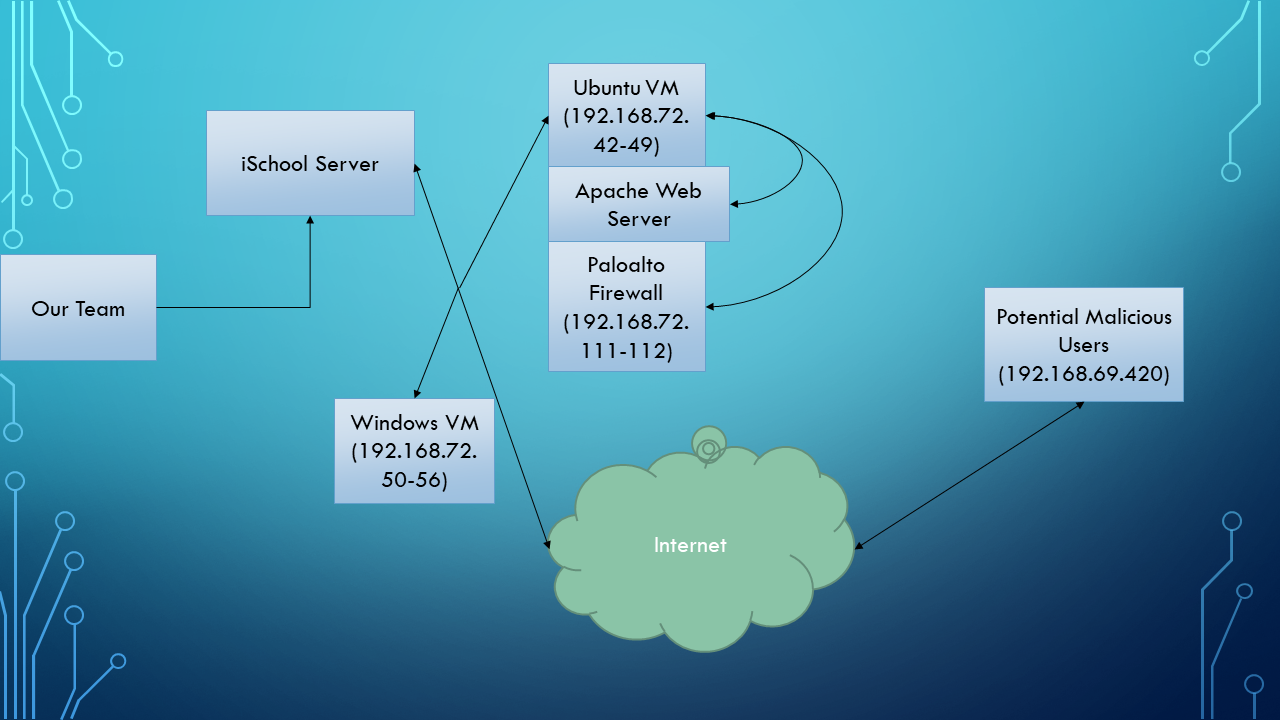 Ubuntu VM
(192.168.72.
42-49)
iSchool Server
Apache Web
Server
Paloalto
Firewall
(192.168.72.
111-112)
Our Team
Potential Malicious
Users
(192.168.69.420)
Windows VM
(192.168.72.
50-56)
Internet